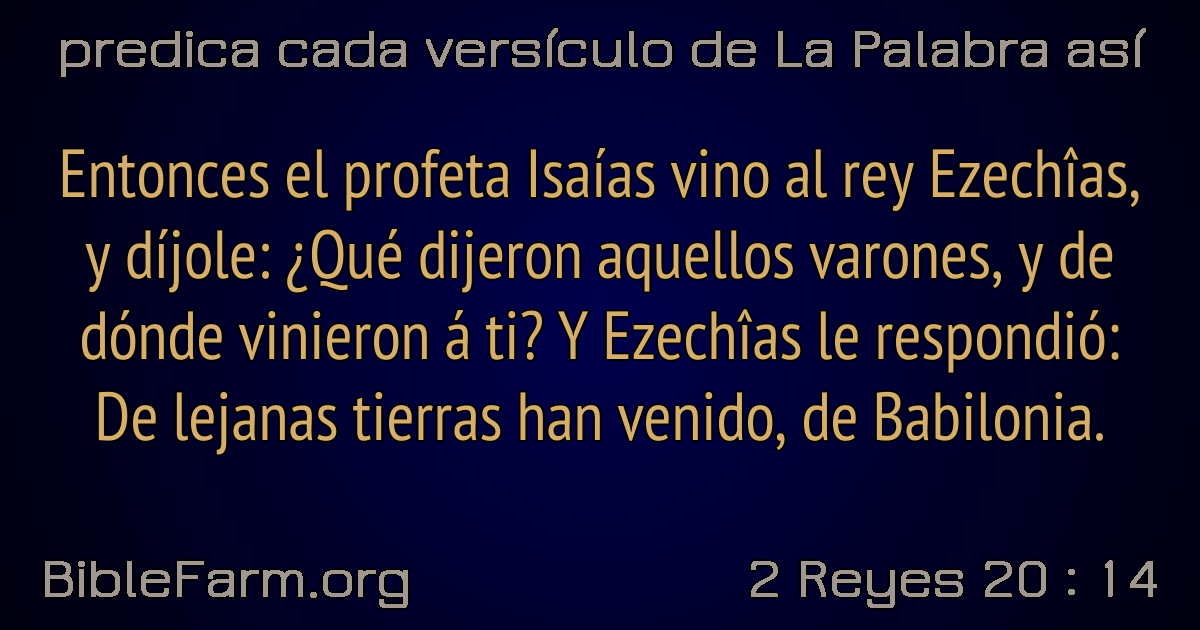 predica cada versículo de La Palabra así
Entonces el profeta Isaías vino al rey Ezechîas,
y díjole: ¿Qué dijeron aquellos varones, y de
dónde vinieron á ti? Y Ezechîas le respondió:
De lejanas tierras han venido, de Babilonia.
BibleFarm.org
2 Reyes 20 : 14